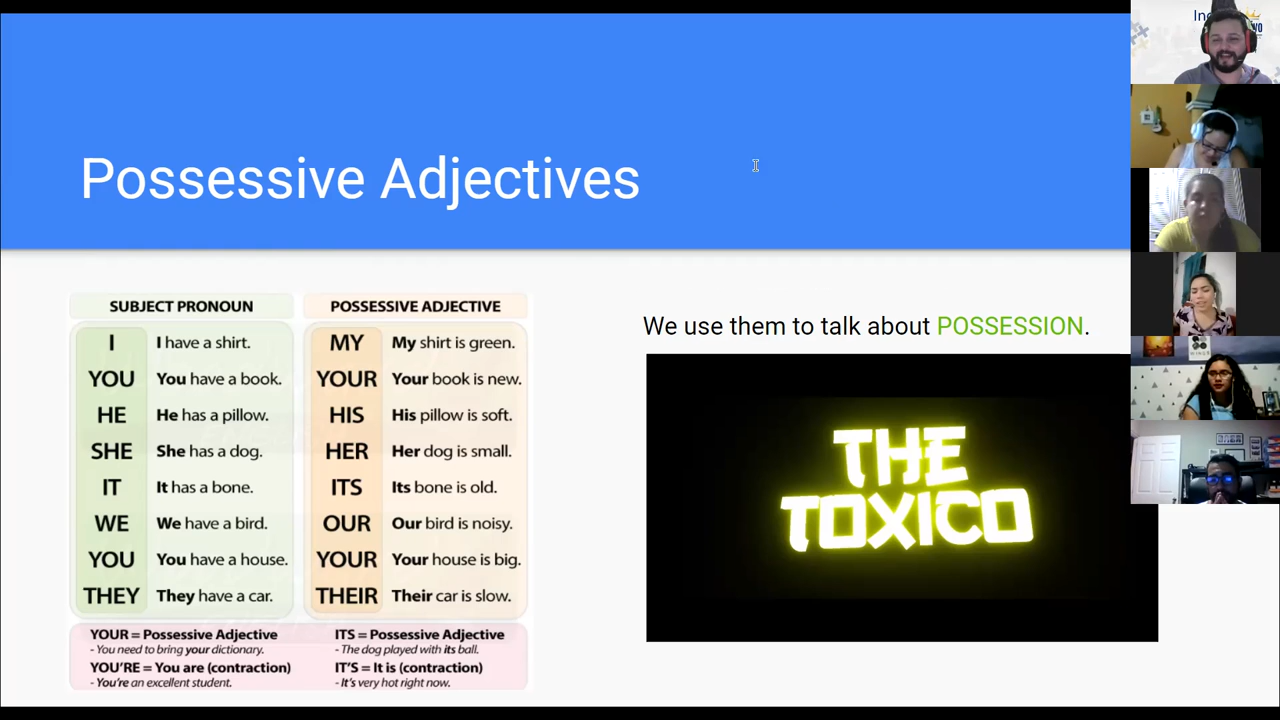 Possessive Adjectives
SUBJECT PRONOUN POSSESSIVE ADJECTIVE
I I have a shirt. MY My shirt is green.
YOU You have a book. YOUR Your book is new.
HE He has a pillow. HIS His pillow is soft.
SHE She has a dog. HER Her dog is small.
IT It has a bone. ITS Its bone is old.
WE We have a bird. OUR Our bird is noisy.
YOU You have a house. YOUR Your house is big.
THEY They have a car. THEIR Their car is slow.
YOUR = Possessive Adjective ITS = Possessive Adjective
- You need to bring your dictionary. - The dog played with its ball.
YOU'RE = You are (contraction) IT'S = It is (contraction)
- You're an excellent student. - It's very hot right now.
We use them to talk about POSSESSION.
THE
TOXICO
WINGS